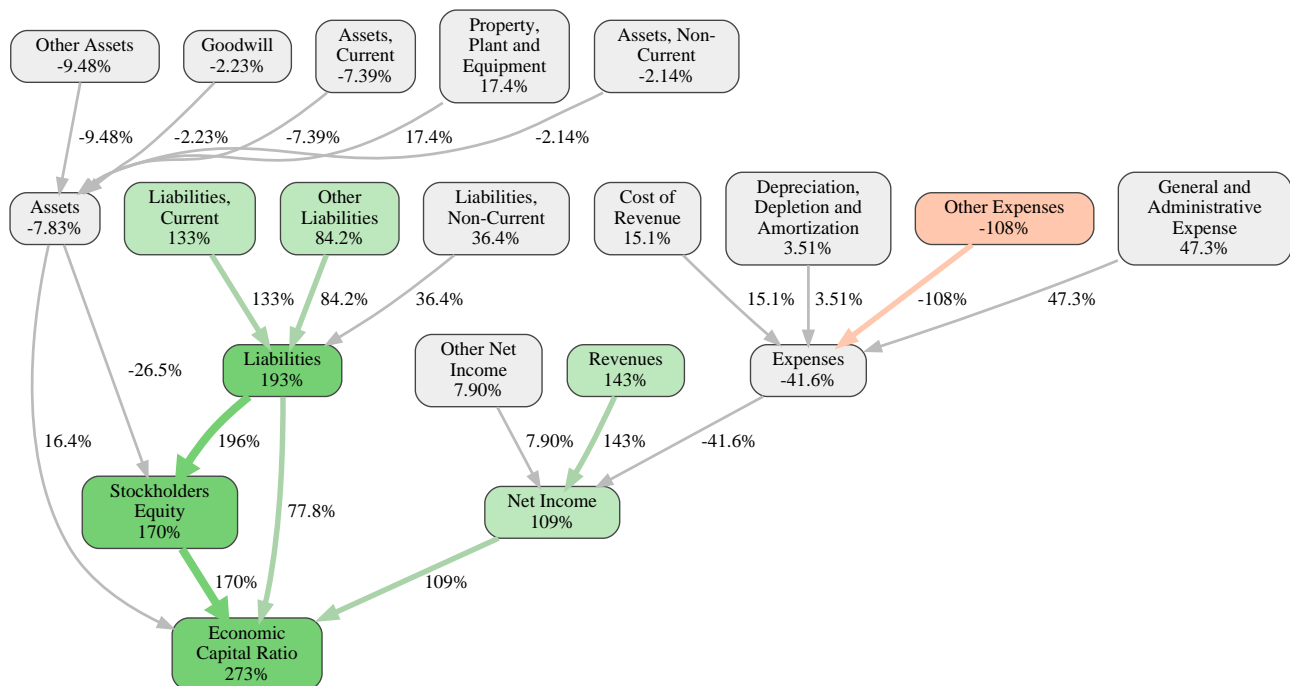 Other Assets
-9.48%
Goodwill
-2.23%
Assets,
Current
-7.39%
Property,
Plant and
Equipment
17.4%
Assets, Non-
Current
-2.14%
-9.48%
-2.23%
-7.39%
17.4%
-2.14%
Assets
-7.83%
Liabilities,
Current
133%
Other
Liabilities
84.2%
Liabilities,
Non-Current
36.4%
Cost of
Revenue
15.1%
Depreciation,
Depletion and
Amortization
3.51%
Other Expenses
-108%
General and
Administrative
Expense
47.3%
133%
84.2%
36.4%
15.1%
3.51%
-108%
47.3%
Liabilities
193%
Other Net
Income
7.90%
Revenues
143%
Expenses
-41.6%
-26.5%
16.4%
196%
7.90%
143%
-41.6%
Stockholders
Equity
170%
77.8%
Net Income
109%
170%
109%
Economic
Capital Ratio
273%